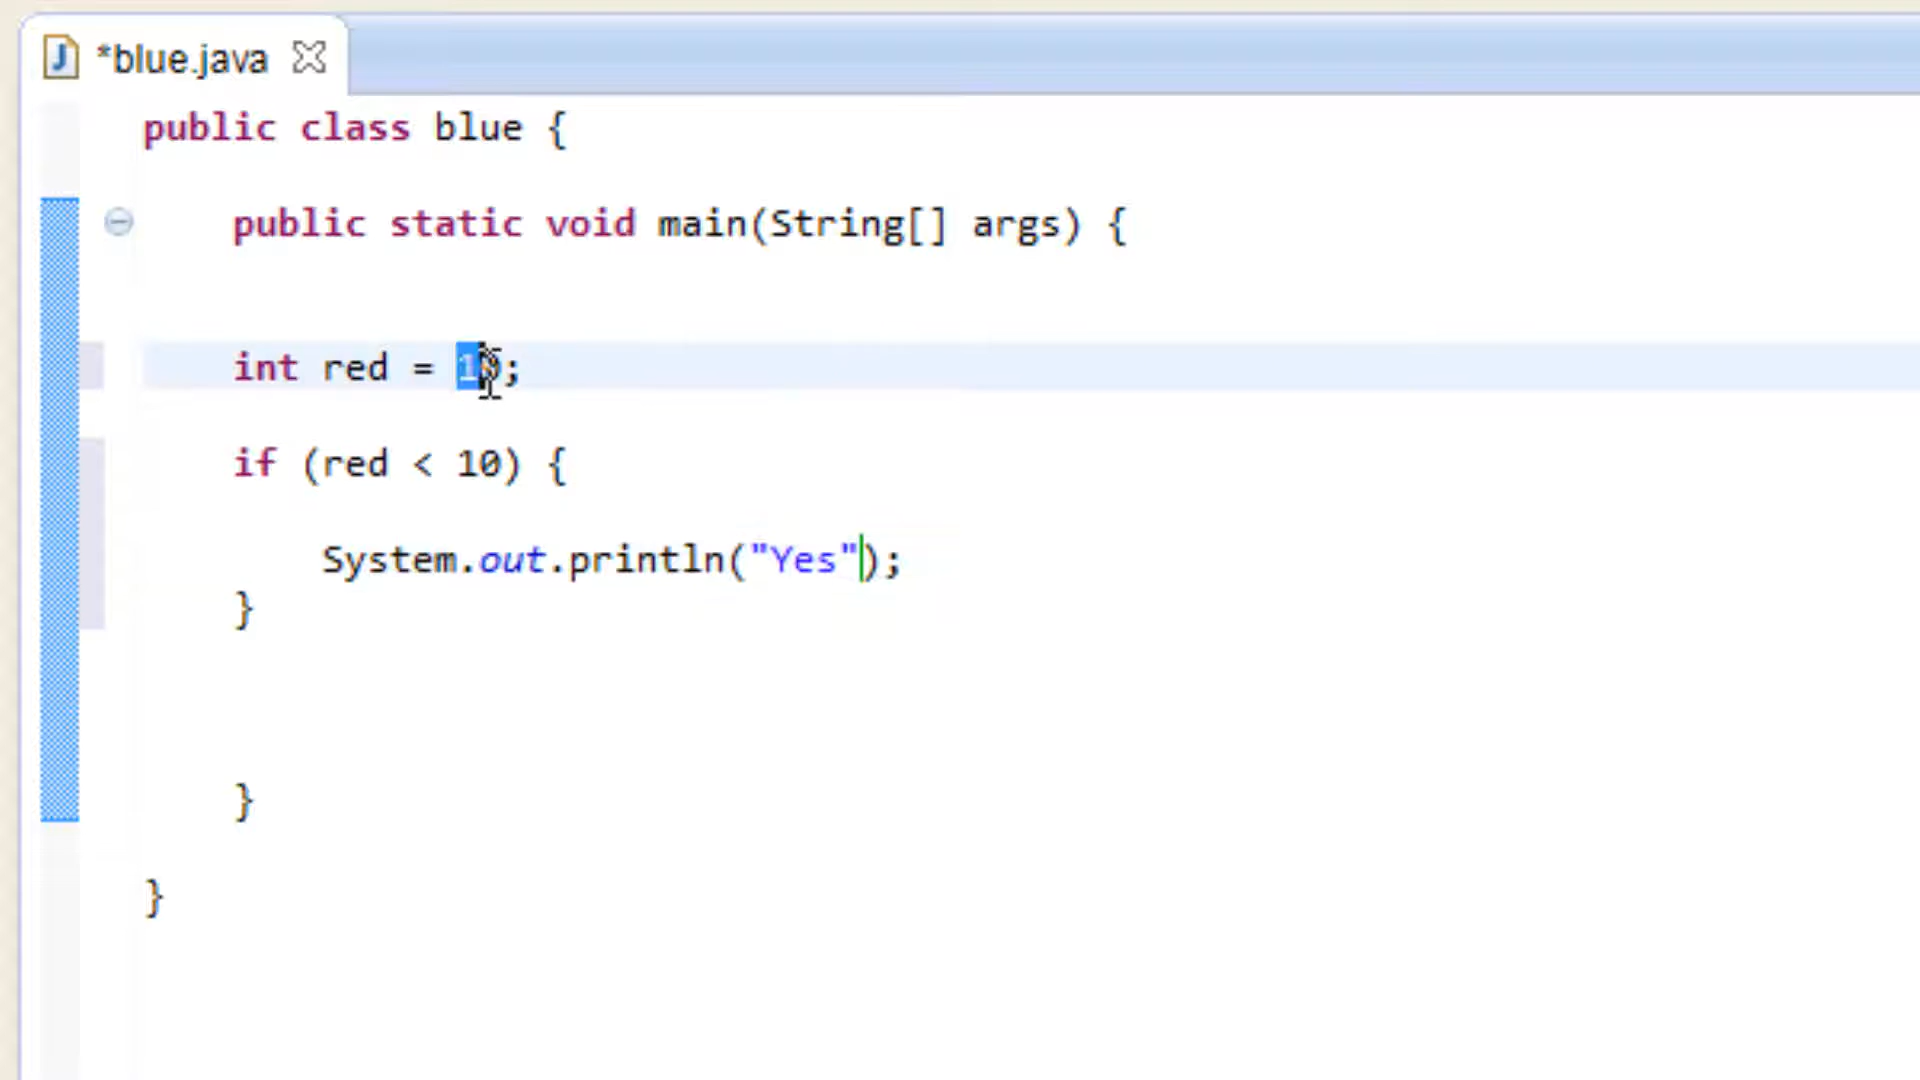 *blue.java
public class blue {
public static void main(String[] args) {
int red = 10;
if (red < 10) {
System.out.println("Yes");
}
}
}